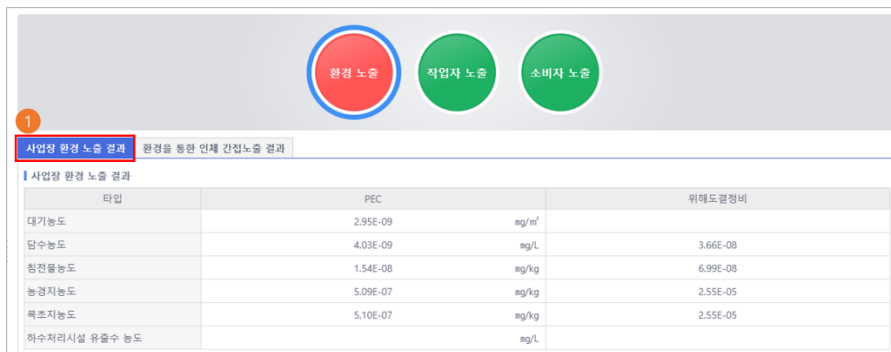 환경 노출 작업자 노출 소비자 노출
1
사업장 환경 노출 결과 환경을 통한 인체 간접노출 결과
사업장 환경 노출 결과
타입 PEC 위해도결정비
대기농도 2.95E-09 mg/m³
담수농도 4.03E-09 mg/L 3.66E-08
침전물농도 1.54E-08 mg/kg 6.99E-08
농경지농도 5.09E-07 mg/kg 2.55E-05
목초지농도 5.10E-07 mg/kg 2.55E-05
하수처리시설 유출수 농도 mg/L